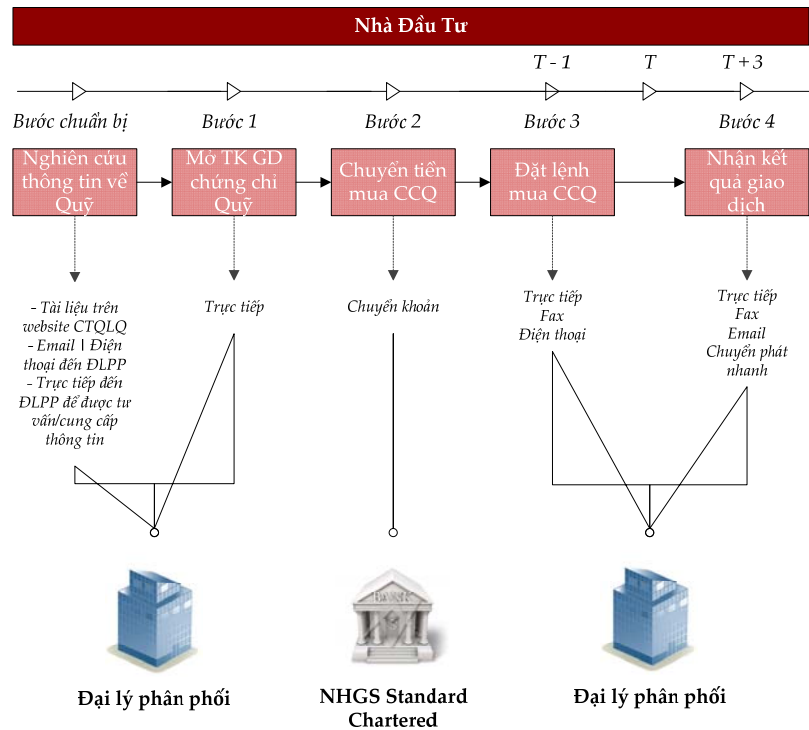 Nhà Đầu Tư
T - 1
T
T + 3
Bước chuẩn bị
Bước 1
Bước 2
Bước 3
Bước 4
Nghiên cứu
thông tin về
Quỹ
Mở TK GD
chứng chỉ
Quỹ
Chuyển tiền
mua CCQ
Đặt lệnh
mua CCQ
Nhận kết
quả giao
dịch
- Tài liệu trên
website CTQLQ
- Email | Điện
thoại đến ĐLPP
- Trực tiếp đến
ĐLPP để được tư
vấn/cung cấp
thông tin
Trực tiếp
Chuyển khoản
Trực tiếp
Fax
Điện thoại
Trực tiếp
Fax
Email
Chuyển phát
nhanh
Đại lý phân phối
NHGS Standard
Chartered
Đại lý phân phối